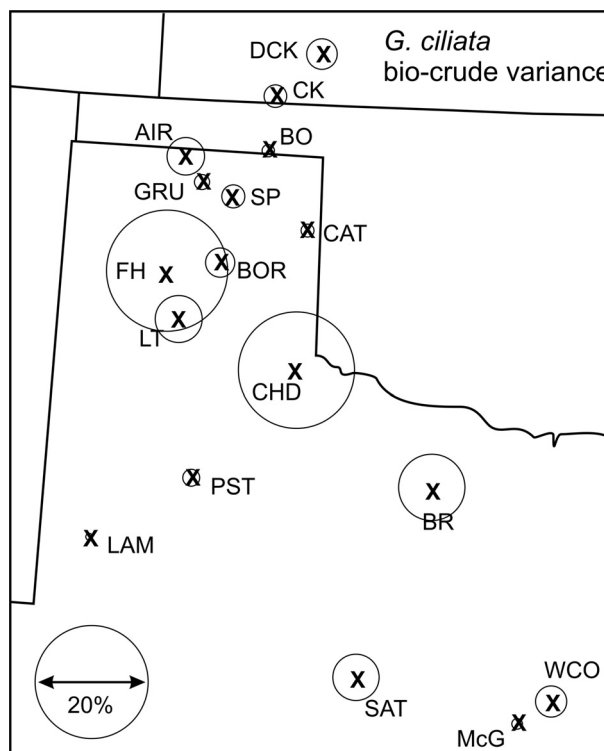 DCK
G. ciliata
bio-crude variance
X
CK
X
AIR
BO
X
X
GRU
X
SP
X
CAT
X
FH
X
BOR
X
LT
X
CHD
X
PST
X
BR
X
LAM
X
20%
SAT
X
WCO
X
McG
X